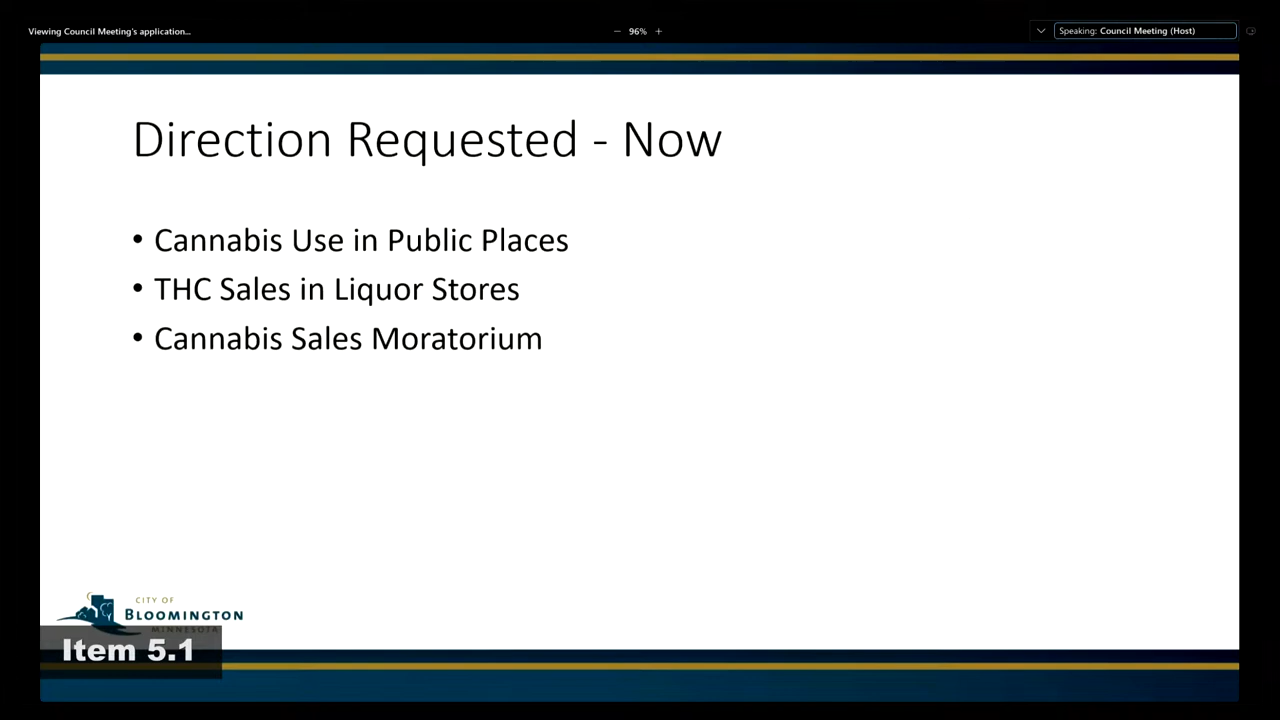 Viewing Council Meeting's application...
− 96% +
Speaking: Council Meeting (Host)
Direction Requested - Now
• Cannabis Use in Public Places
• THC Sales in Liquor Stores
• Cannabis Sales Moratorium
CITY OF
BLOOMINGTON
MINNESOTA
Item 5.1